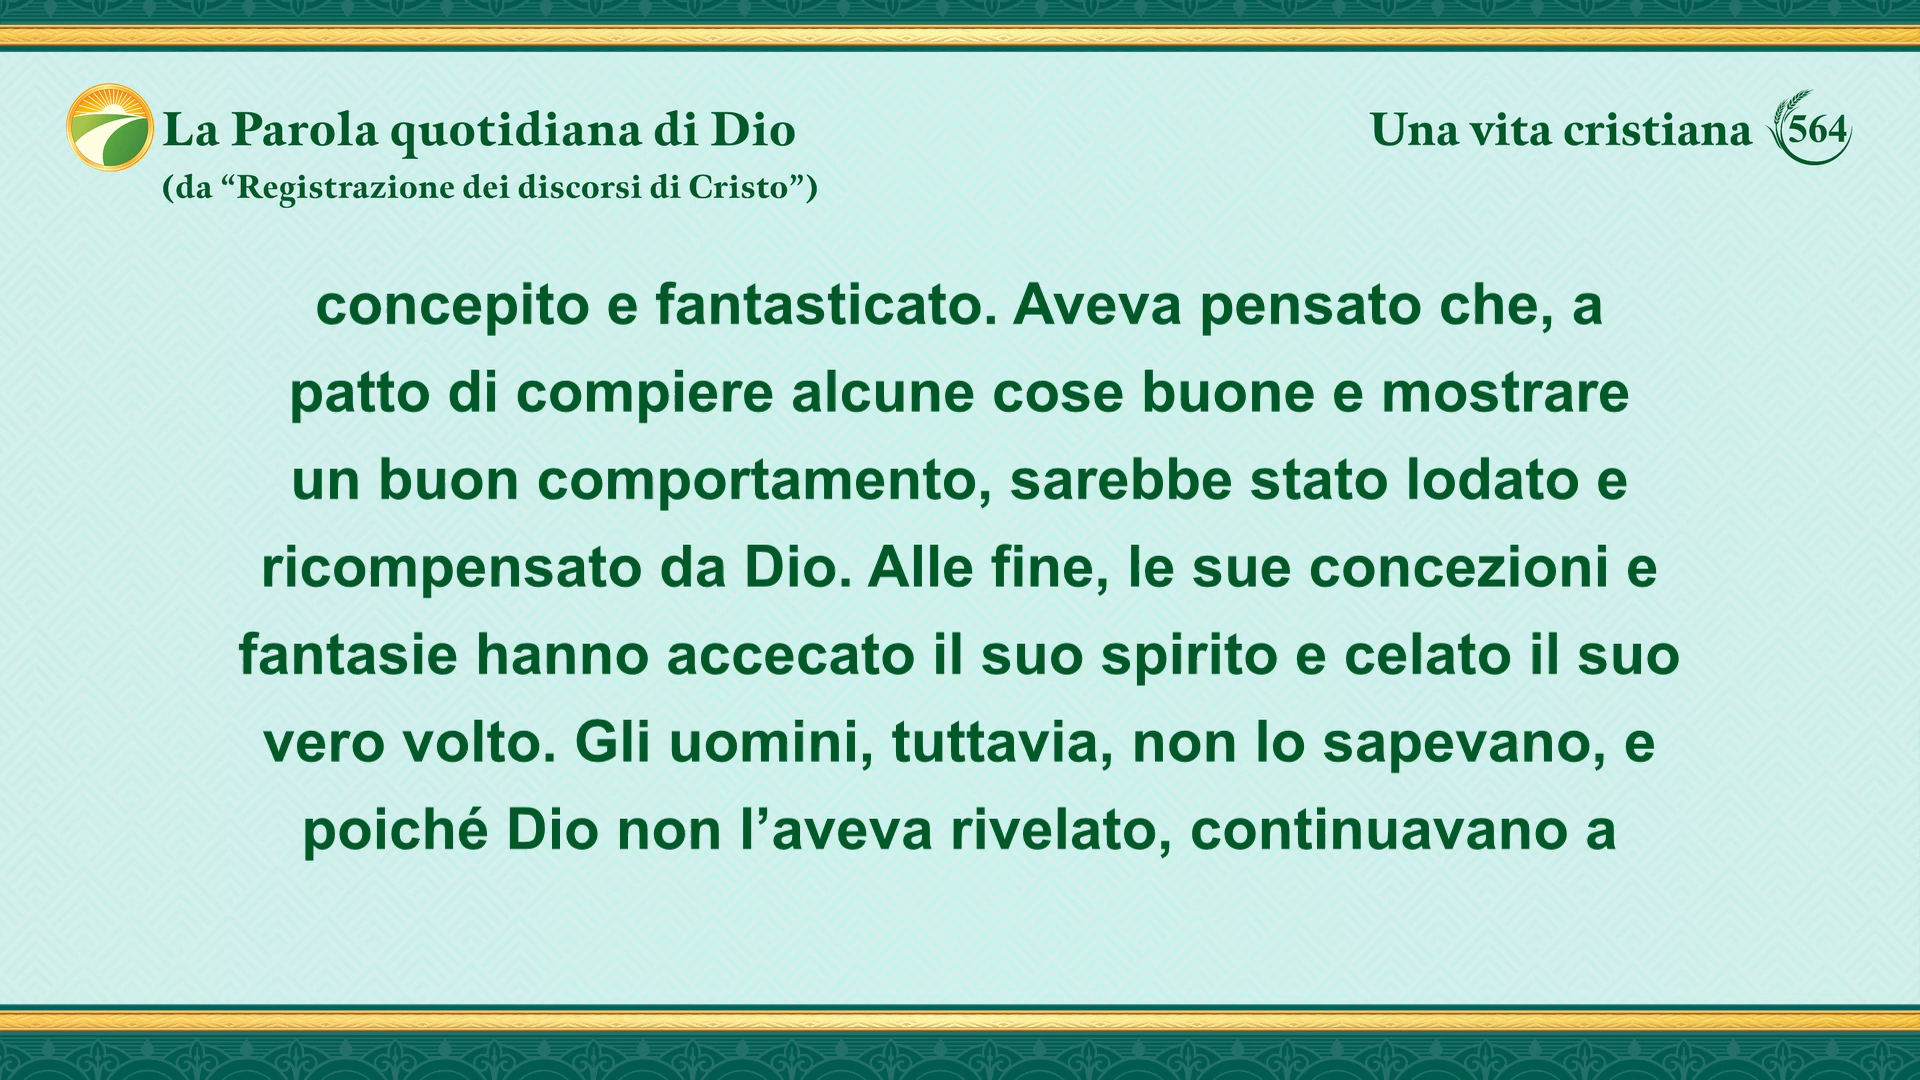 La Parola quotidiana di Dio
(da “Registrazione dei discorsi di Cristo”)
Una vita cristiana 564
concepito e fantasticato. Aveva pensato che, a
patto di compiere alcune cose buone e mostrare
un buon comportamento, sarebbe stato lodato e
ricompensato da Dio. Alle fine, le sue concezioni e
fantasie hanno accecato il suo spirito e celato il suo
vero volto. Gli uomini, tuttavia, non lo sapevano, e
poiché Dio non l’aveva rivelato, continuavano a